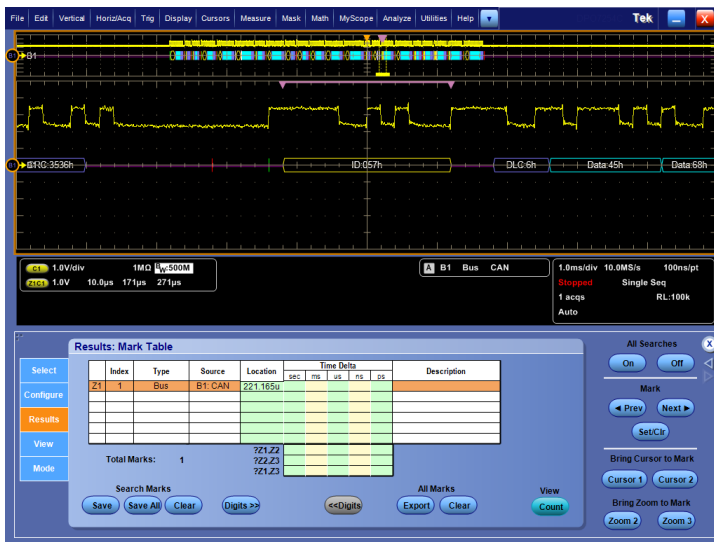 File Edit Vertical Horiz/Acq Trig Display Cursors Measure Mask Math MyScope Analyze Utilities Help Tek X
B1 B1
B1 CRC:3536h ID:057h DLC:6h Data:45h Data:68h
C1 1.0V/div 1MΩ BW:500M A B1 Bus CAN 1.0ms/div 10.0MS/s 100ns/pt
Z1C1 1.0V 10.0µs 171µs 271µs Stopped Single Seq
1 acqs RL:100k
Auto
Results: Mark Table All Searches X
Select Index Type Source Location Time Delta Description On Off
sec ms us ns ps
Z1 1 Bus B1: CAN 221.165u
Configure Mark
Results Prev Next
View Set/Clr
?Z1,Z2
Mode Total Marks: 1 ?Z2,Z3 Bring Cursor to Mark
?Z1,Z3
Cursor 1 Cursor 2
Search Marks All Marks View
Save Save All Clear Digits >> <<Digits Export Clear Count Bring Zoom to Mark
Zoom 2 Zoom 3